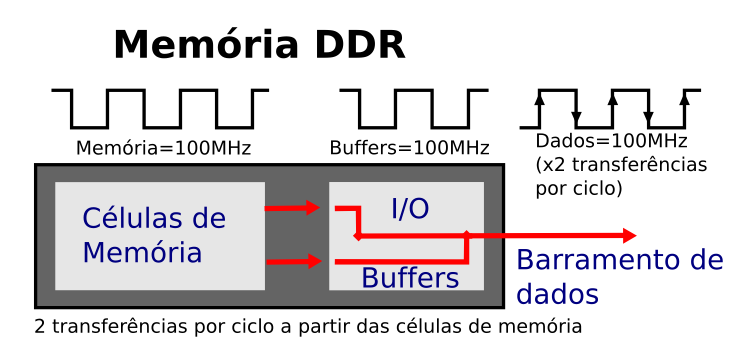 Memória DDR
Memória=100MHz
Buffers=100MHz
Dados=100MHz
(x2 transferências
por ciclo)
Células de
Memória
I/O
Buffers
Barramento de
dados
2 transferências por ciclo a partir das células de memória